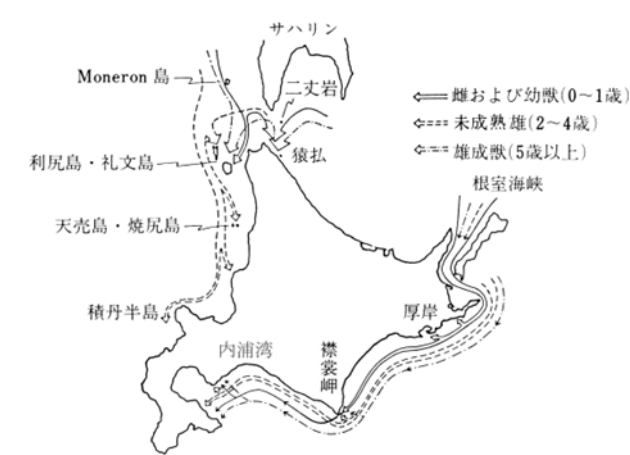 サハリン
Moneron 島
二丈岩
雌および幼獣(0～1歳)
未成熟雄(2～4歳)
雄成獣(5歳以上)
利尻島・礼文島
猿払
根室海峡
天売島・焼尻島
積丹半島
厚岸
内浦湾
襟裳岬